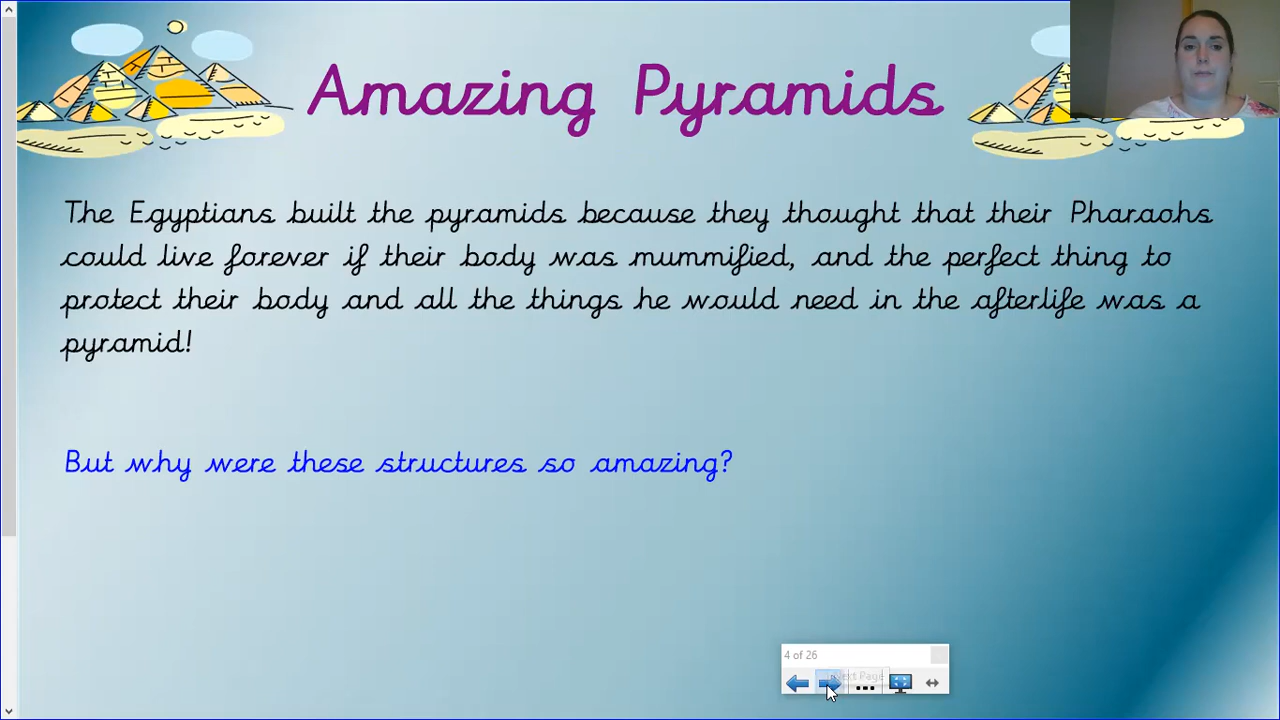 Amazing Pyramids
The Egyptians built the pyramids because they thought that their Pharaohs
could live forever if their body was mummified, and the perfect thing to
protect their body and all the things he would need in the afterlife was a
pyramid!
But why were these structures so amazing?
4 of 26
Next Page